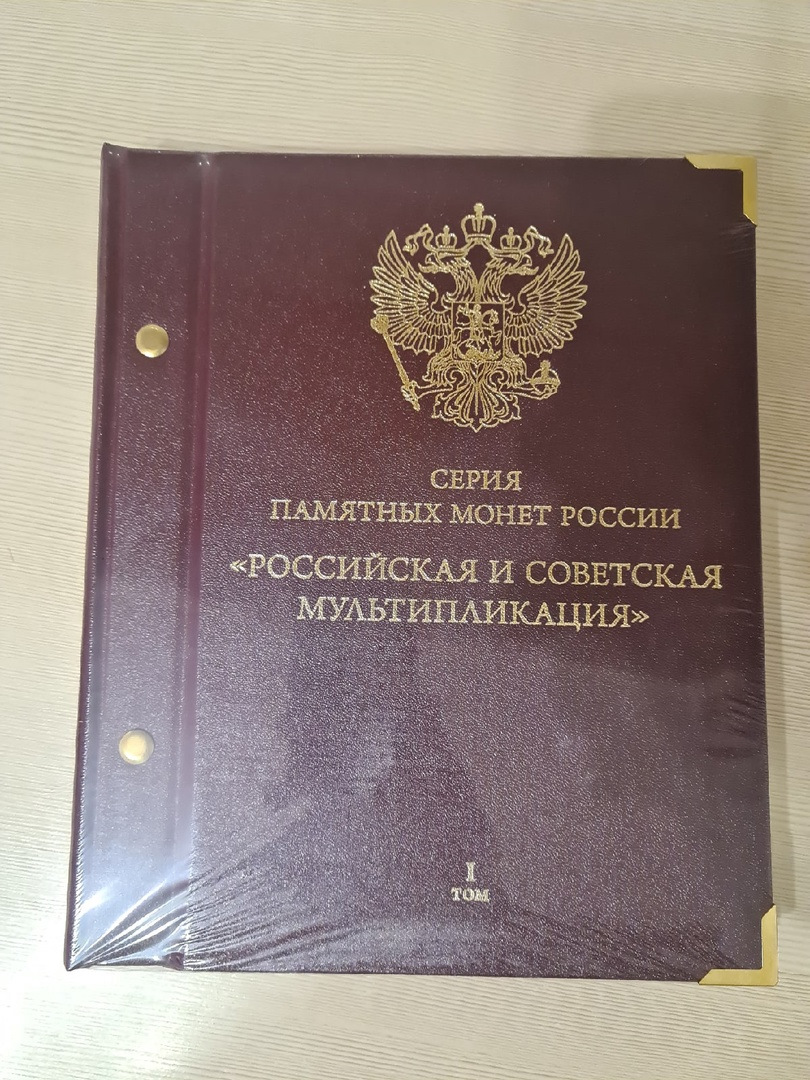 СЕРИЯ
ПАМЯТНЫХ МОНЕТ РОССИИ
«РОССИЙСКАЯ И СОВЕТСКАЯ
МУЛЬТИПЛИКАЦИЯ»
I
ТОМ